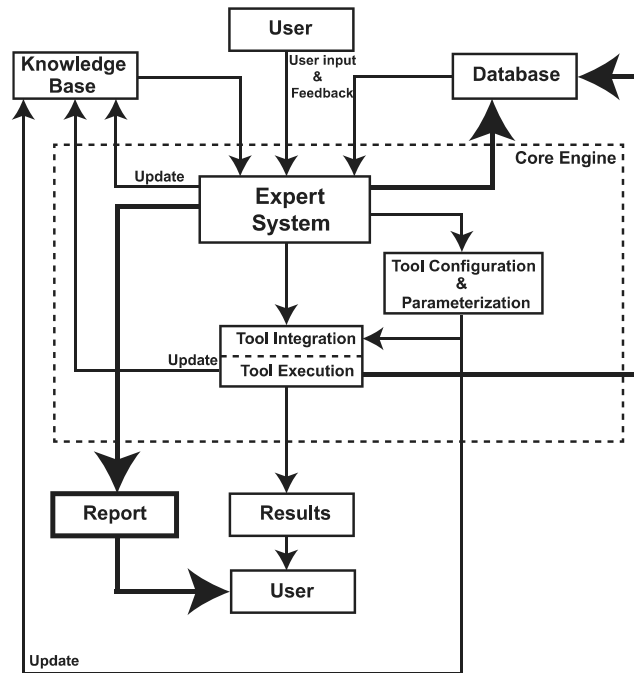 User
Knowledge
Base
User input
&
Feedback
Database
Core Engine
Update
Expert
System
Tool Configuration
&
Parameterization
Tool Integration
Update
Tool Execution
Report
Results
User
Update